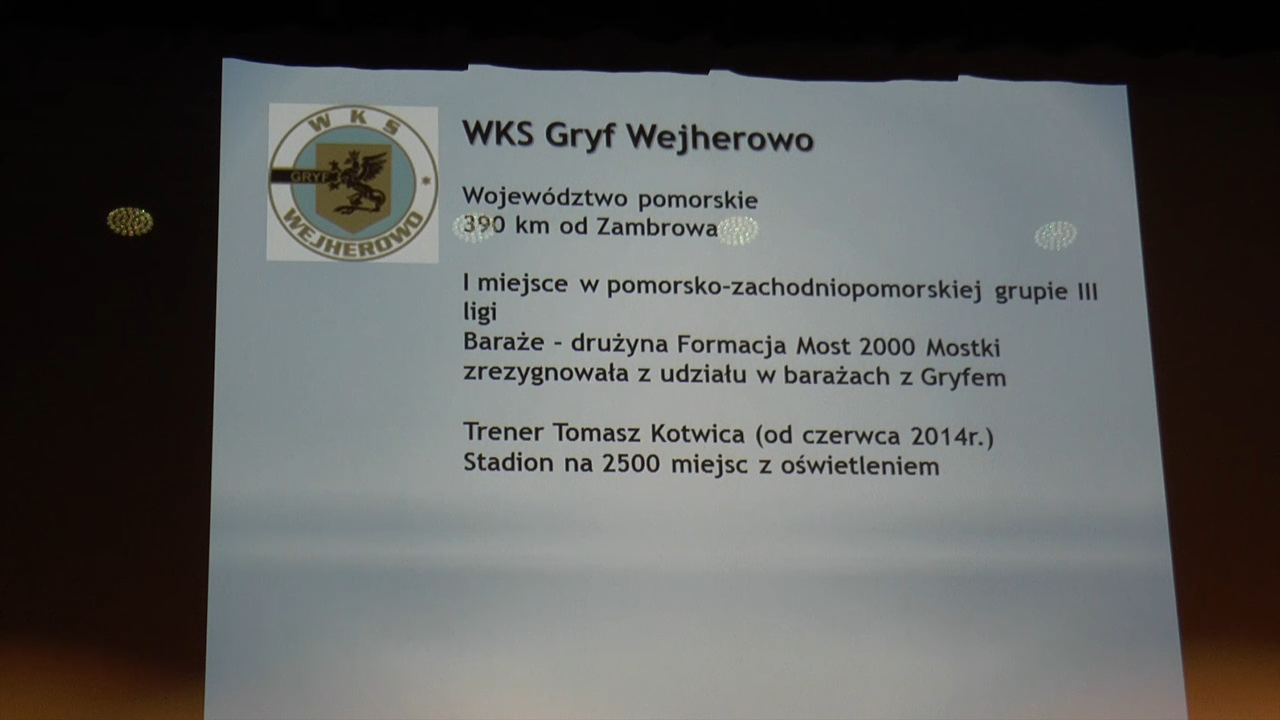 WKS
GRYF
WEJHEROWO
WKS Gryf Wejherowo
Województwo pomorskie
390 km od Zambrowa
I miejsce w pomorsko-zachodniopomorskiej grupie III
ligi
Baraże - drużyna Formacja Most 2000 Mostki
zrezygnowała z udziału w barażach z Gryfem
Trener Tomasz Kotwica (od czerwca 2014r.)
Stadion na 2500 miejsc z oświetleniem